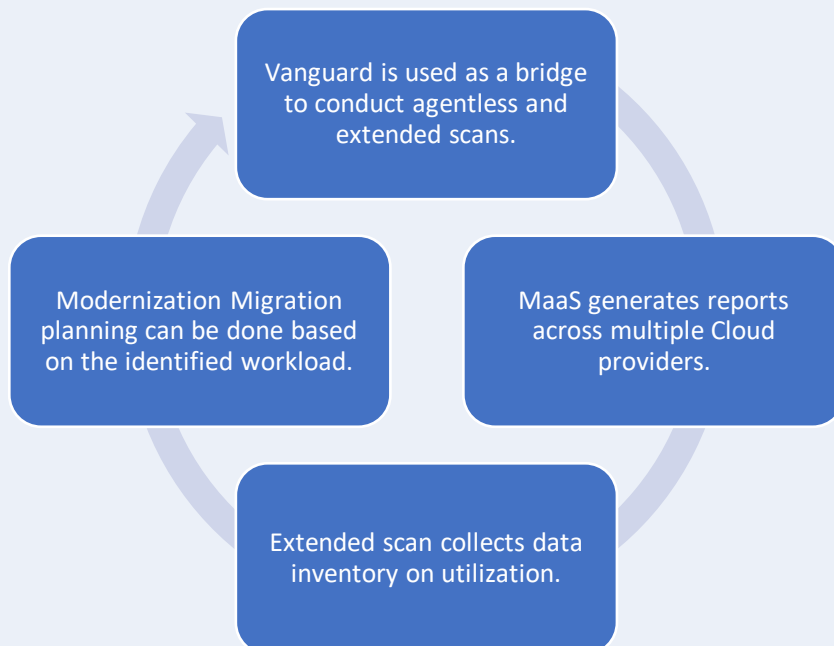 Vanguard is used as a bridge
to conduct agentless and
extended scans.
MaaS generates reports
across multiple Cloud
providers.
Extended scan collects data
inventory on utilization.
Modernization Migration
planning can be done based
on the identified workload.